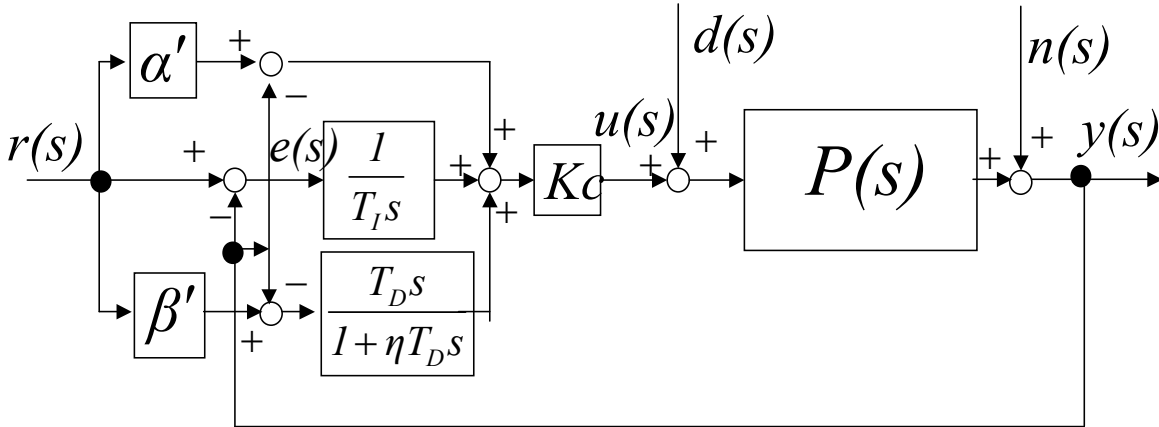 α′
+
−
d(s)
n(s)
r(s)
+
e(s)
1
T_I s
+
+
+
Kc
u(s)
+
+
P(s)
+
+
y(s)
−
β′
+
−
T_D s
1 + ηT_D s